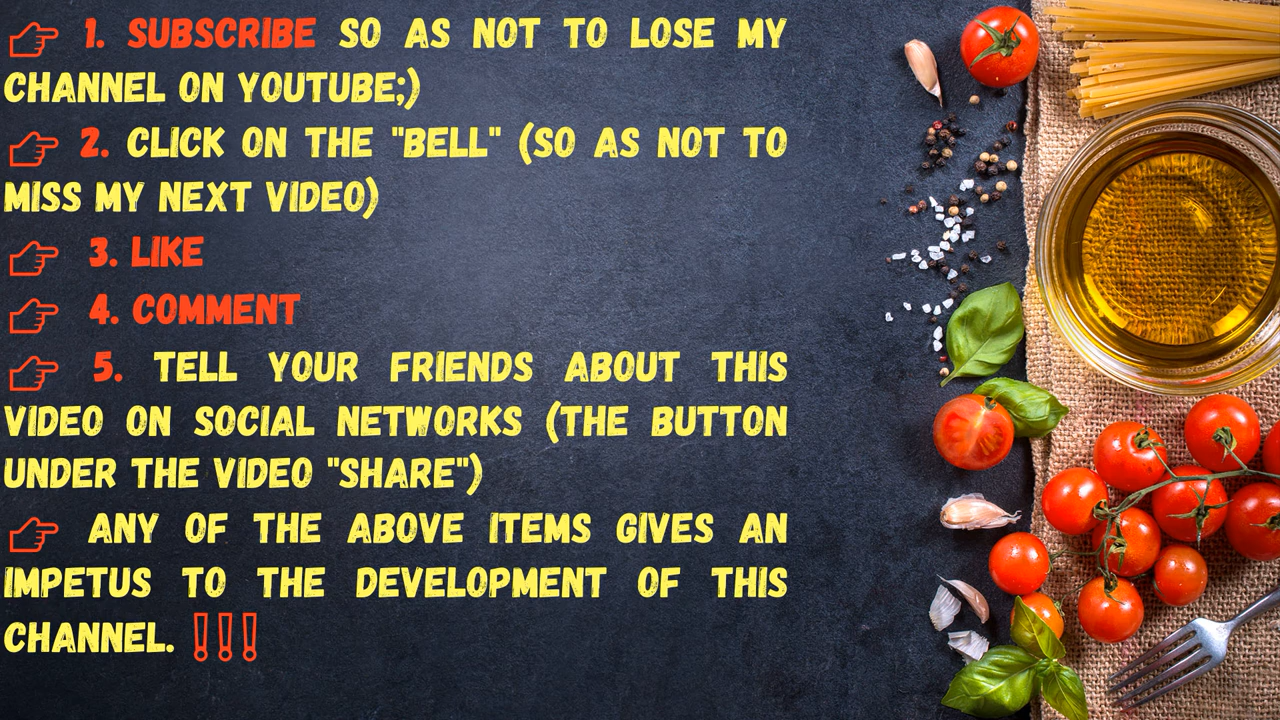 👉 1. SUBSCRIBE SO AS NOT TO LOSE MY
CHANNEL ON YOUTUBE;)
👉 2. CLICK ON THE "BELL" (SO AS NOT TO
MISS MY NEXT VIDEO)
👉 3. LIKE
👉 4. COMMENT
👉 5. TELL YOUR FRIENDS ABOUT THIS
VIDEO ON SOCIAL NETWORKS (THE BUTTON
UNDER THE VIDEO "SHARE")
👉 ANY OF THE ABOVE ITEMS GIVES AN
IMPETUS TO THE DEVELOPMENT OF THIS
CHANNEL. ❗❗❗